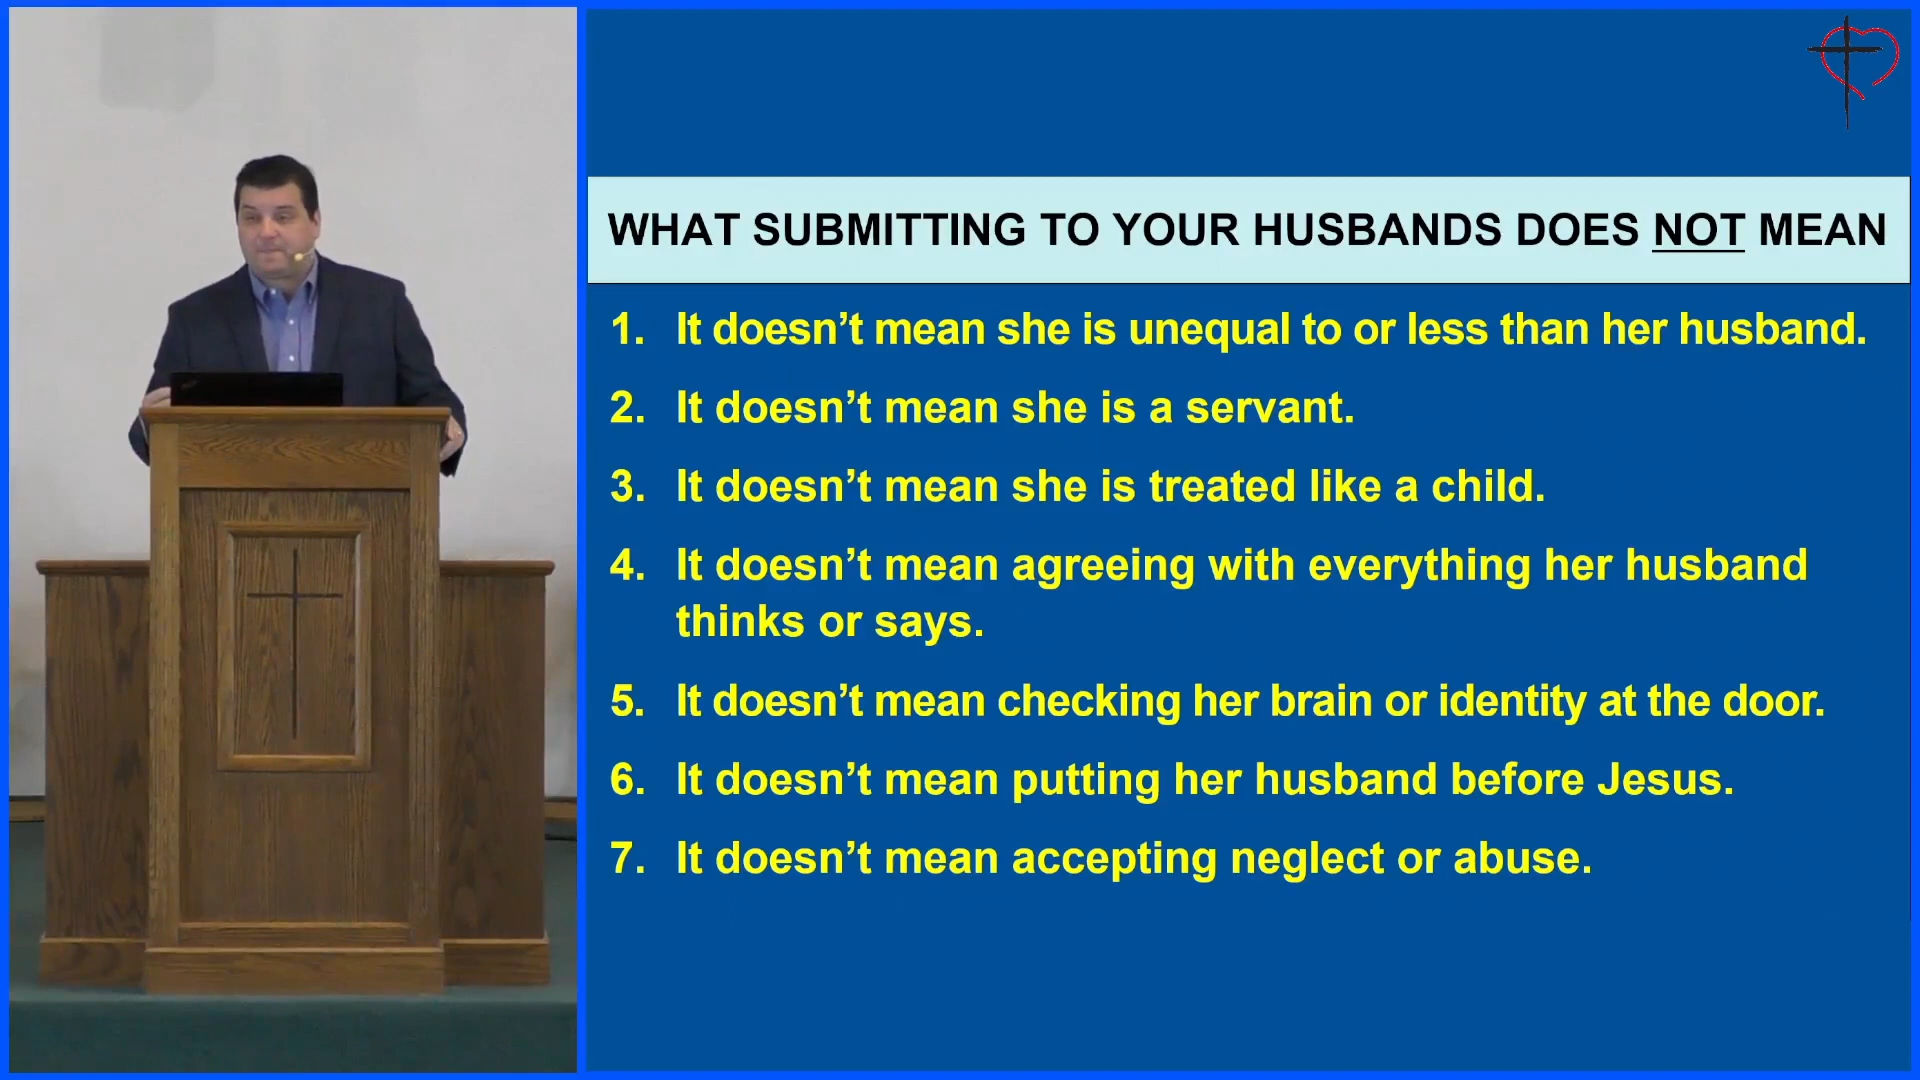 WHAT SUBMITTING TO YOUR HUSBANDS DOES NOT MEAN
1. It doesn’t mean she is unequal to or less than her husband.
2. It doesn’t mean she is a servant.
3. It doesn’t mean she is treated like a child.
4. It doesn’t mean agreeing with everything her husband
thinks or says.
5. It doesn’t mean checking her brain or identity at the door.
6. It doesn’t mean putting her husband before Jesus.
7. It doesn’t mean accepting neglect or abuse.